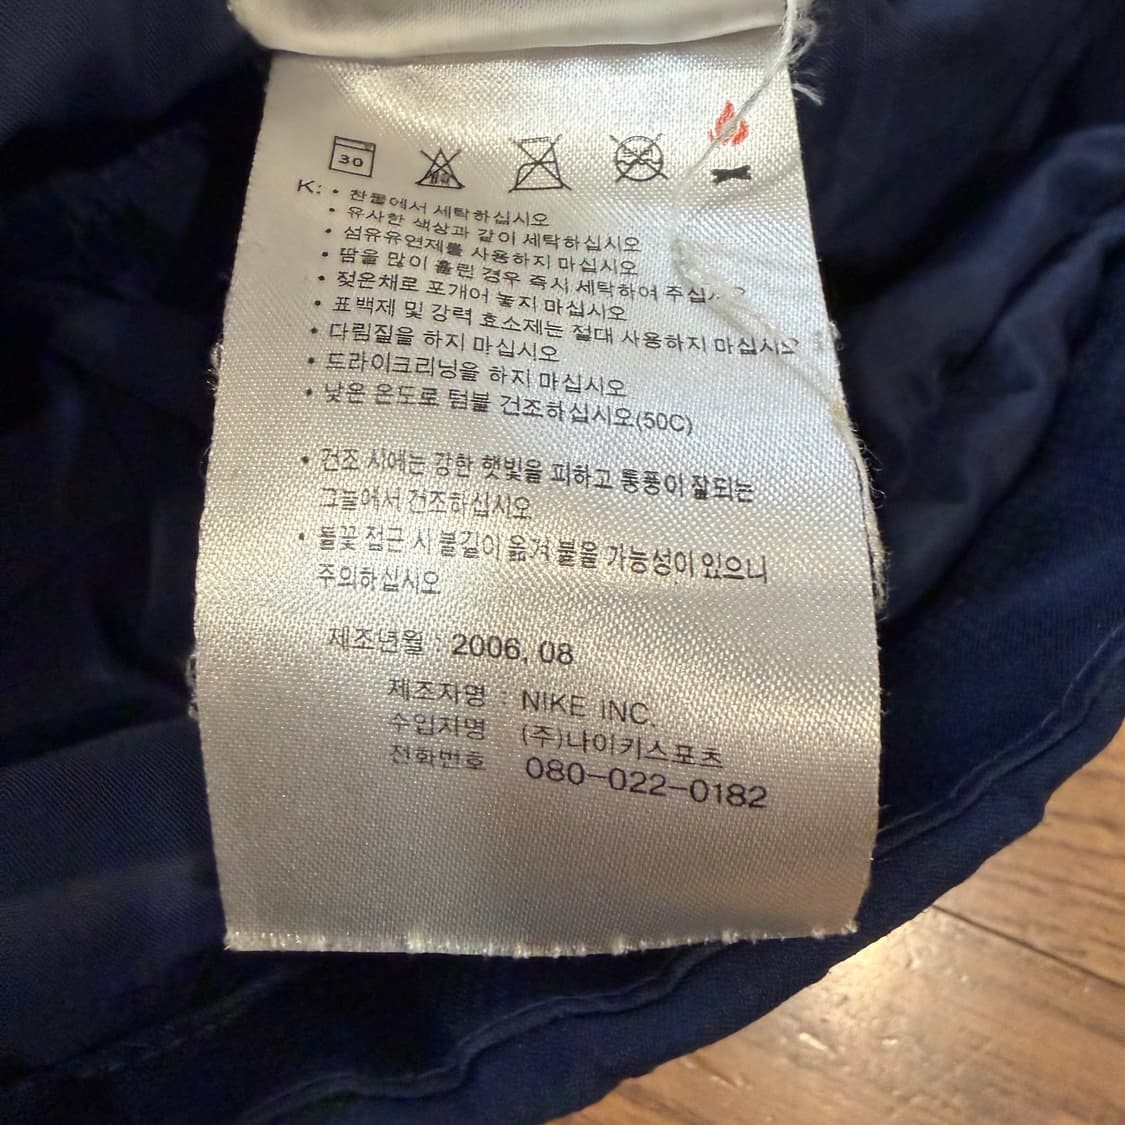 30
K: • 찬물에서 세탁하십시오
• 유사한 색상과 같이 세탁하십시오
• 섬유유연제를 사용하지 마십시오
• 땀을 많이 흘린 경우 즉시 세탁하여 주십시오
• 젖은채로 포개어 놓지 마십시오
• 표백제 및 강력 효소제는 절대 사용하지 마십시오
• 다림질을 하지 마십시오
• 드라이크리닝을 하지 마십시오
• 낮은 온도로 텀블 건조하십시오(50C)
• 건조 시에는 강한 햇빛을 피하고 통풍이 잘되는
그늘에서 건조하십시오
• 불꽃 접근 시 불길이 옮겨 붙을 가능성이 있으니
주의하십시오
제조년월 : 2006, 08
제조자명 : NIKE INC.
수입자명 (주)나이키스포츠
전화번호 080-022-0182